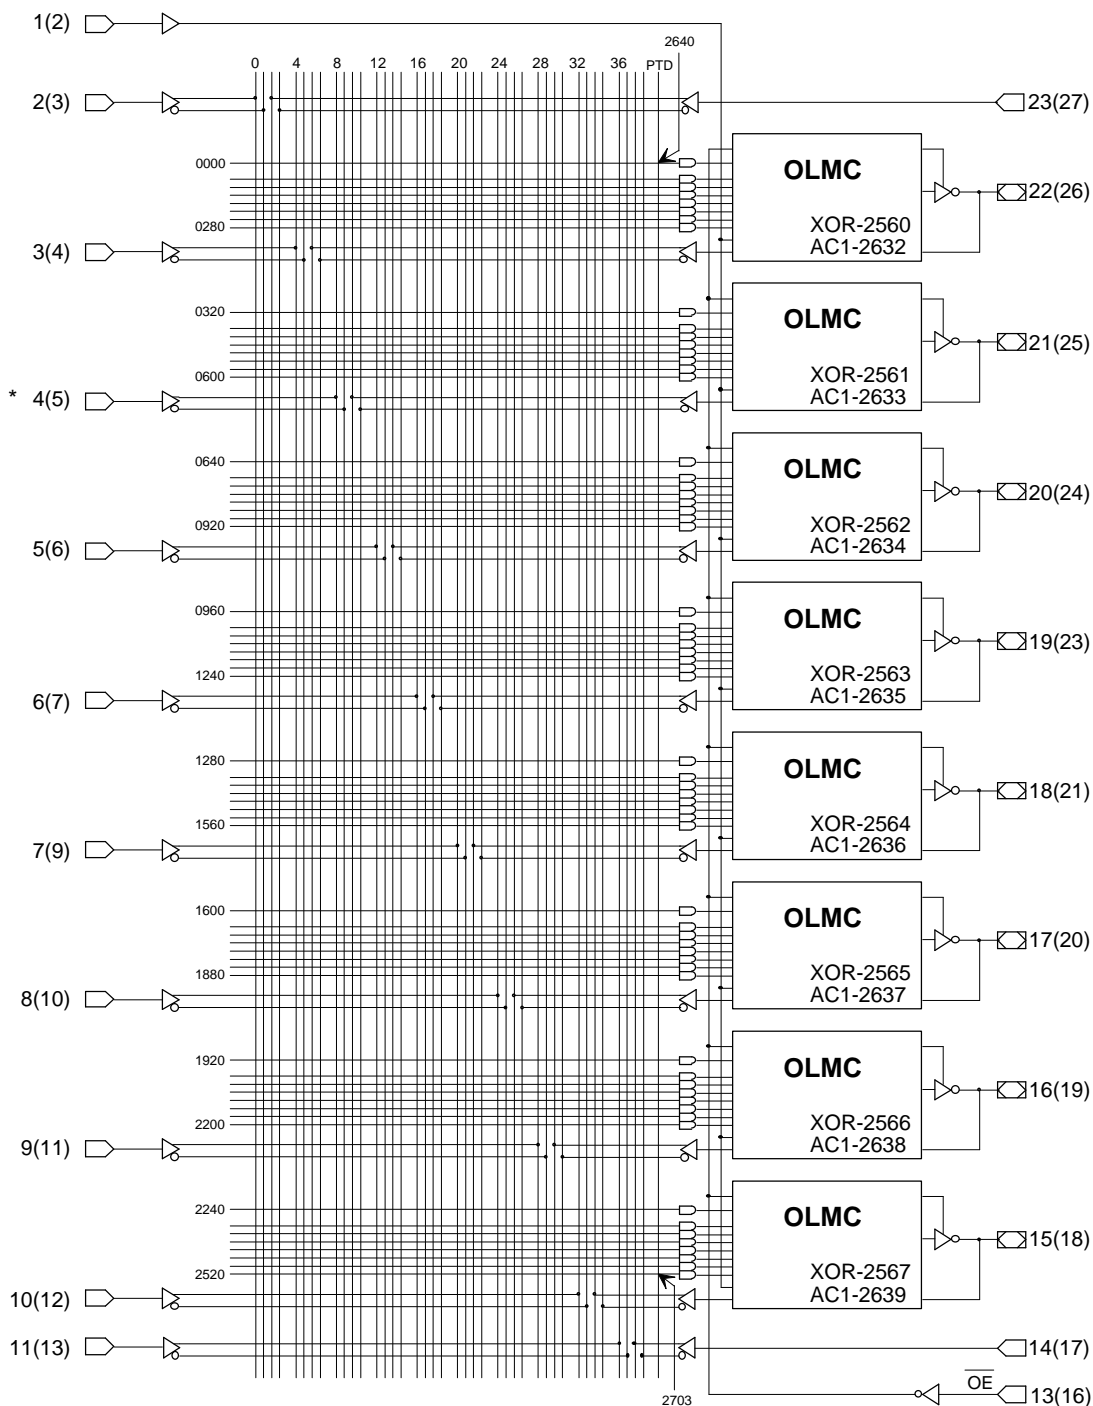 1(2)
2640
0 4 8 12 16 20 24 28 32 36 PTD
2(3)
23(27)
0000
OLMC
22(26)
XOR-2560
0280
AC1-2632
3(4)
0320
OLMC
21(25)
XOR-2561
0600
AC1-2633
* 4(5)
0640
OLMC
20(24)
XOR-2562
0920
AC1-2634
5(6)
0960
OLMC
19(23)
XOR-2563
1240
AC1-2635
6(7)
1280
OLMC
18(21)
XOR-2564
1560
AC1-2636
7(9)
1600
OLMC
17(20)
XOR-2565
1880
AC1-2637
8(10)
1920
OLMC
16(19)
XOR-2566
2200
AC1-2638
9(11)
2240
OLMC
15(18)
XOR-2567
2520
AC1-2639
10(12)
11(13)
14(17)
OE
13(16)
2703